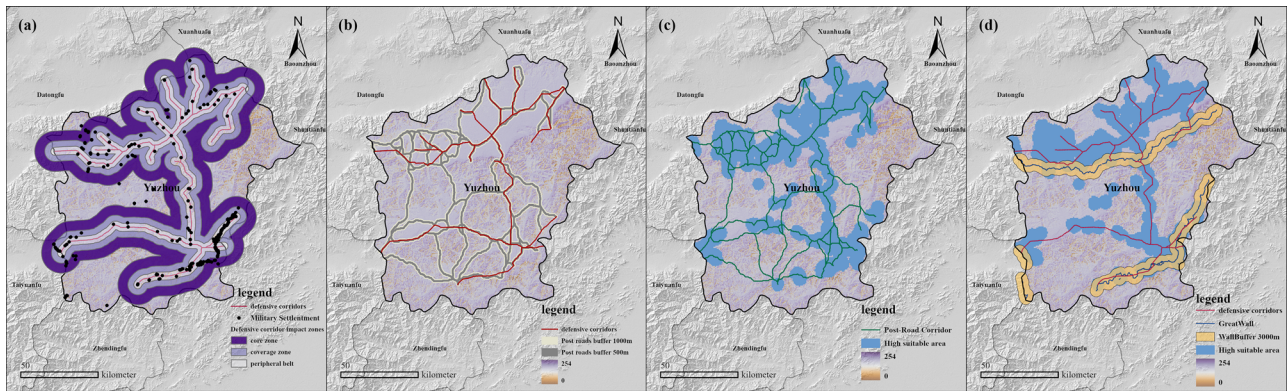 (a)
N
Xuanhuafu
Baoanzhou
Datongfu
Shuntianfu
Yuzhou
Taiyuanfu
Zhendingfu
legend
defensive corridors
Military Settlentment
Defensive corridor impact zones
core zone
coverage zone
peripheral belt
50
kilometer
(b)
N
Xuanhuafu
Baoanzhou
Datongfu
Shuntianfu
Yuzhou
Taiyuanfu
Zhendingfu
legend
defensive corridors
Post roads buffer 1000m
Post roads buffer 500m
254
0
50
kilometer
(c)
N
Xuanhuafu
Baoanzhou
Datongfu
Shuntianfu
Yuzhou
Taiyuanfu
Zhendingfu
legend
Post-Road Corridor
High suitable area
254
0
50
kilometer
(d)
N
Xuanhuafu
Baoanzhou
Datongfu
Shuntianfu
Yuzhou
Taiyuanfu
Zhendingfu
legend
defensive corridors
GreatWall
WallBuffer 3000m
High suitable area
254
0
50
kilometer